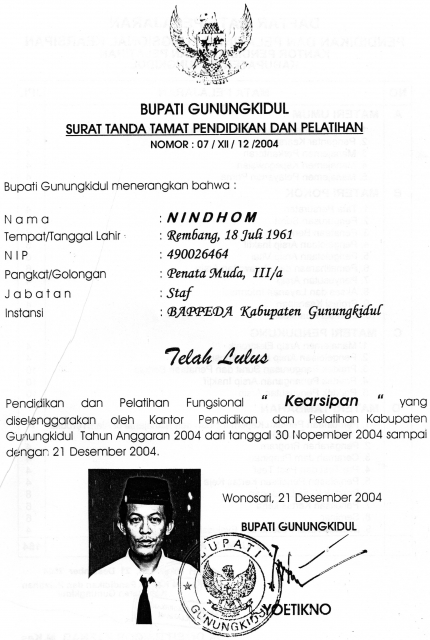 BUPATI GUNUNGKIDUL
SURAT TANDA TAMAT PENDIDIKAN DAN PELATIHAN
NOMOR : 07 / XII / 12 /2004
Bupati Gunungkidul menerangkan bahwa :
N a m a : NINDHOM
Tempat/Tanggal Lahir : Rembang, 18 Juli 1961
N I P : 490026464
Pangkat/Golongan : Penata Muda, III/a
J a b a t a n : Staf
Instansi : BAPPEDA Kabupaten Gunungkidul
Telah Lulus
Pendidikan dan Pelatihan Fungsional “ Kearsipan “ yang
diselenggarakan oleh Kantor Pendidikan dan Pelatihan Kabupaten
Gunungkidul Tahun Anggaran 2004 dari tanggal 30 Nopember 2004 sampai
dengan 21 Desember 2004.
Wonosari, 21 Desember 2004
BUPATI GUNUNGKIDUL
BUPATI
GUNUNGKIDUL
YOETIKNO